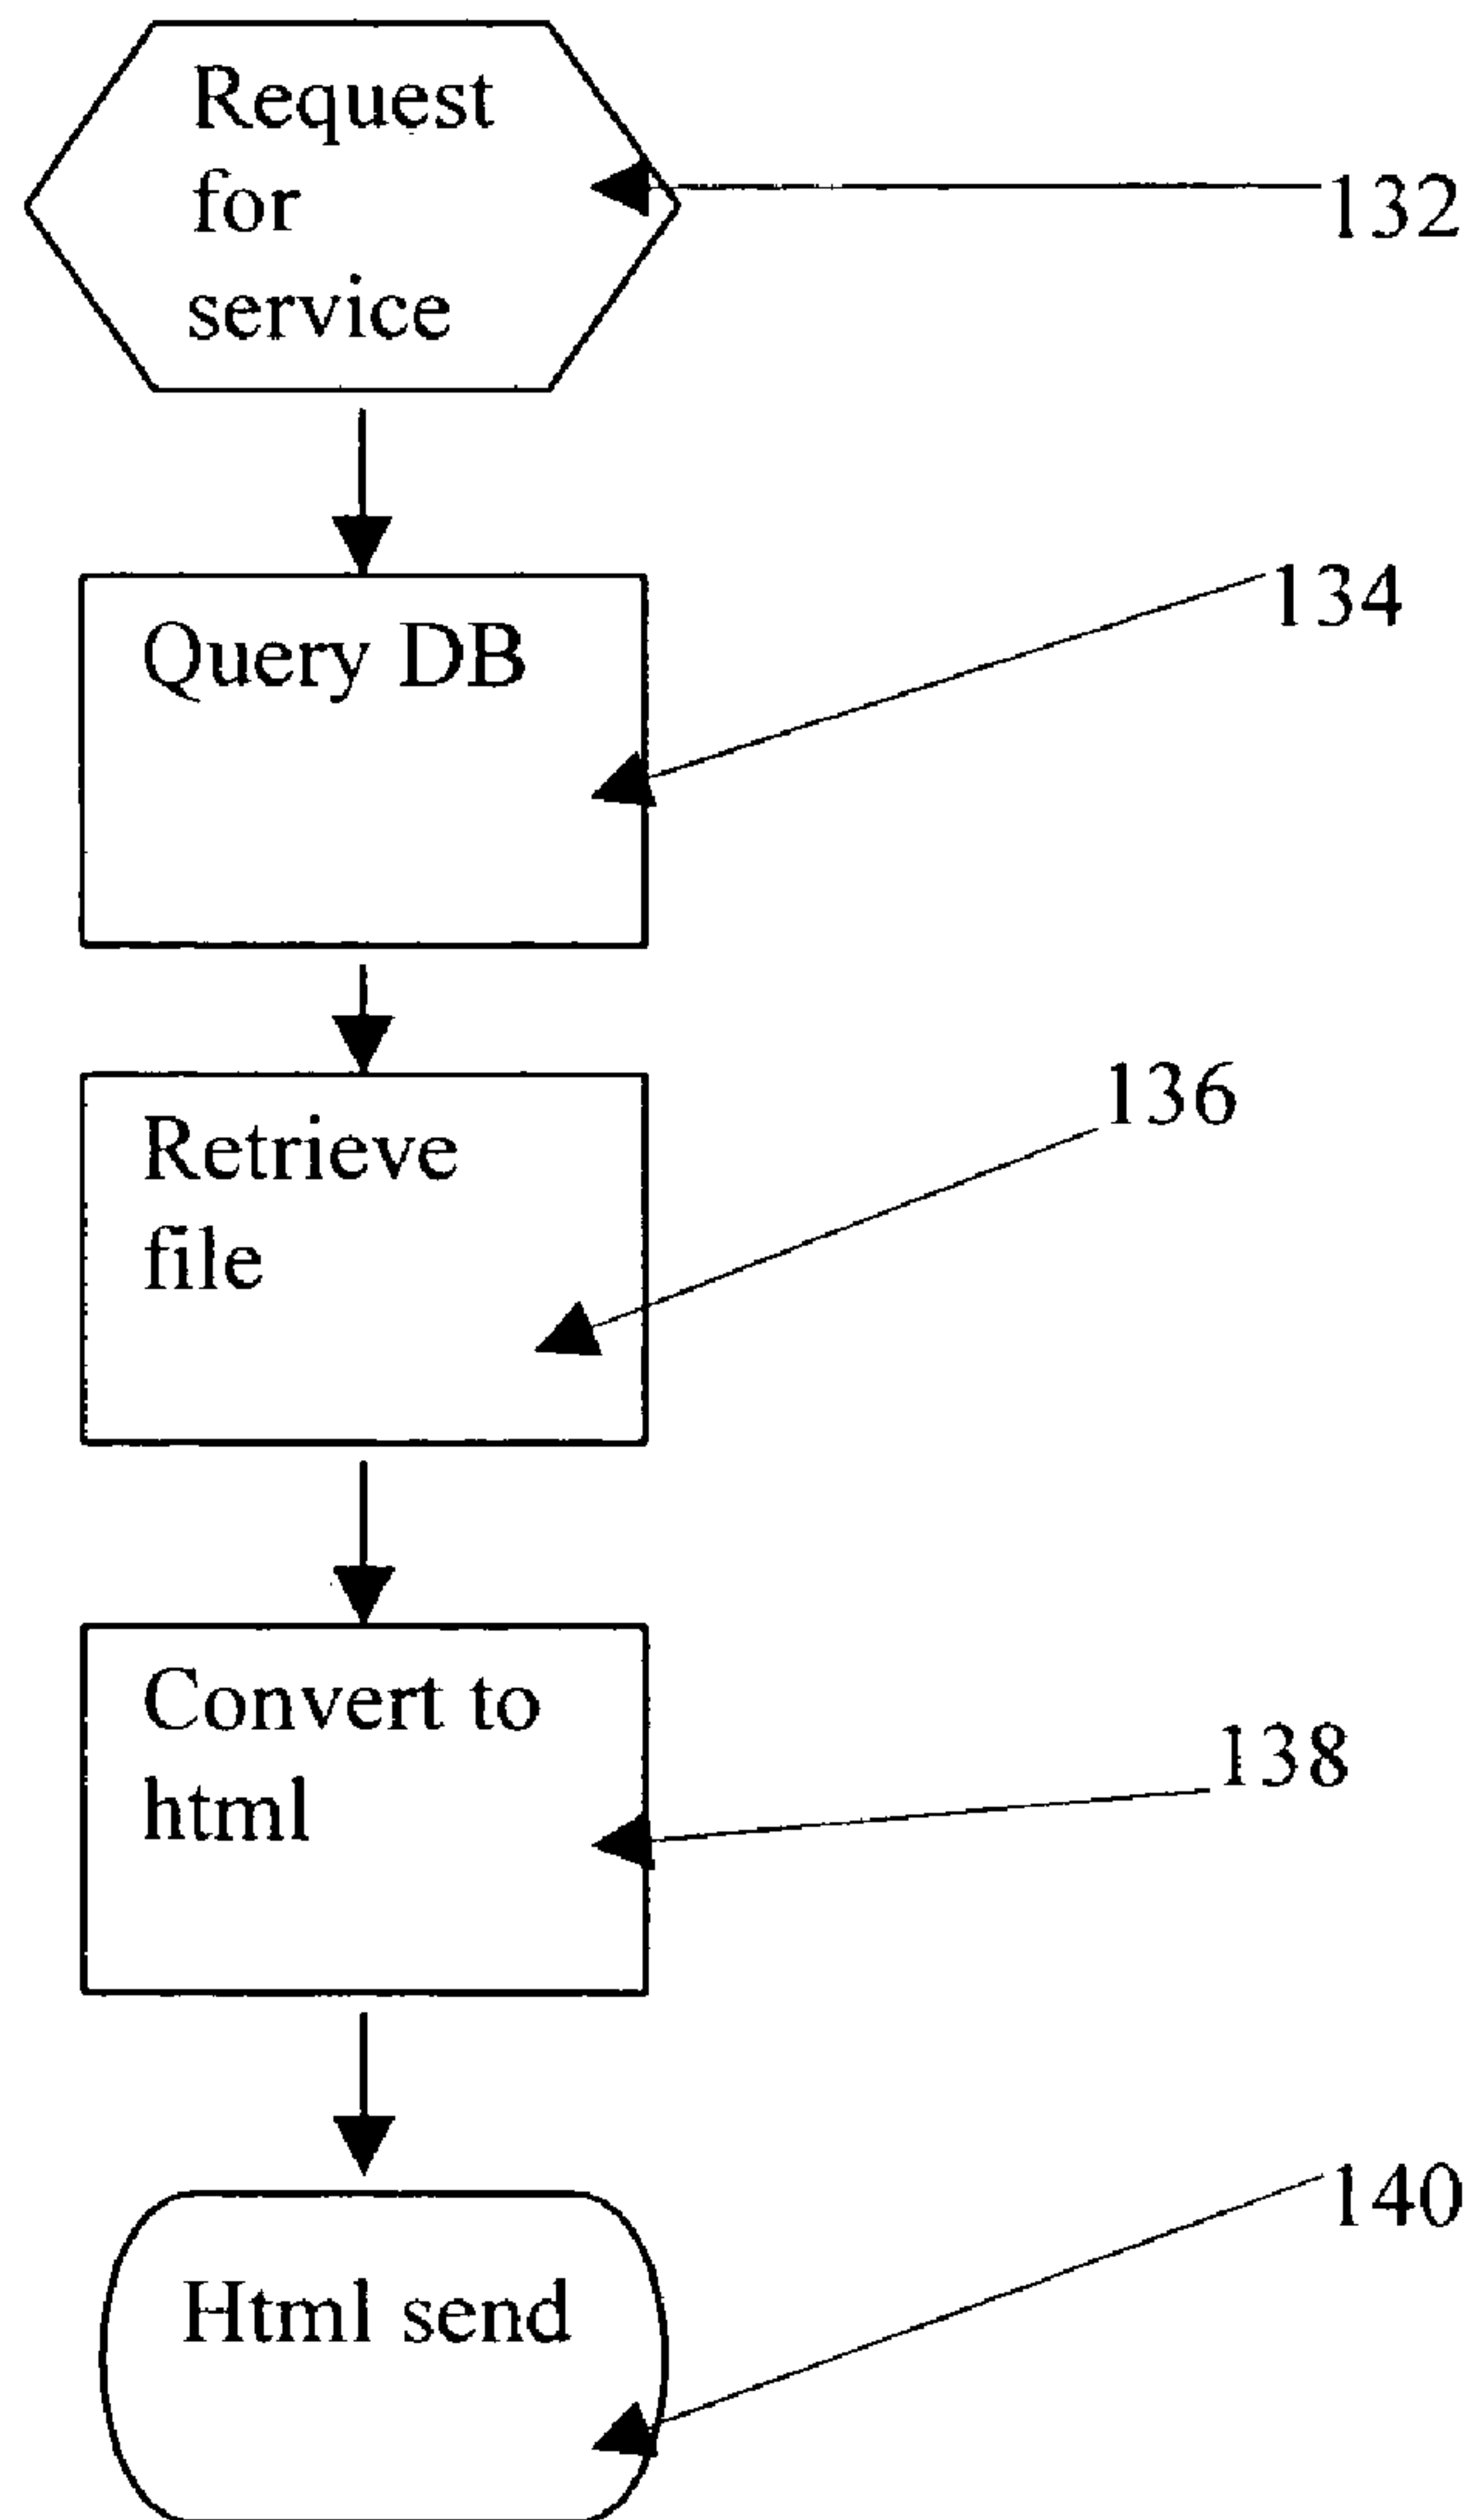 Request
for
service
132
134
Query DB
136
Retrieve
file
Convert to
html
138
140
Html send